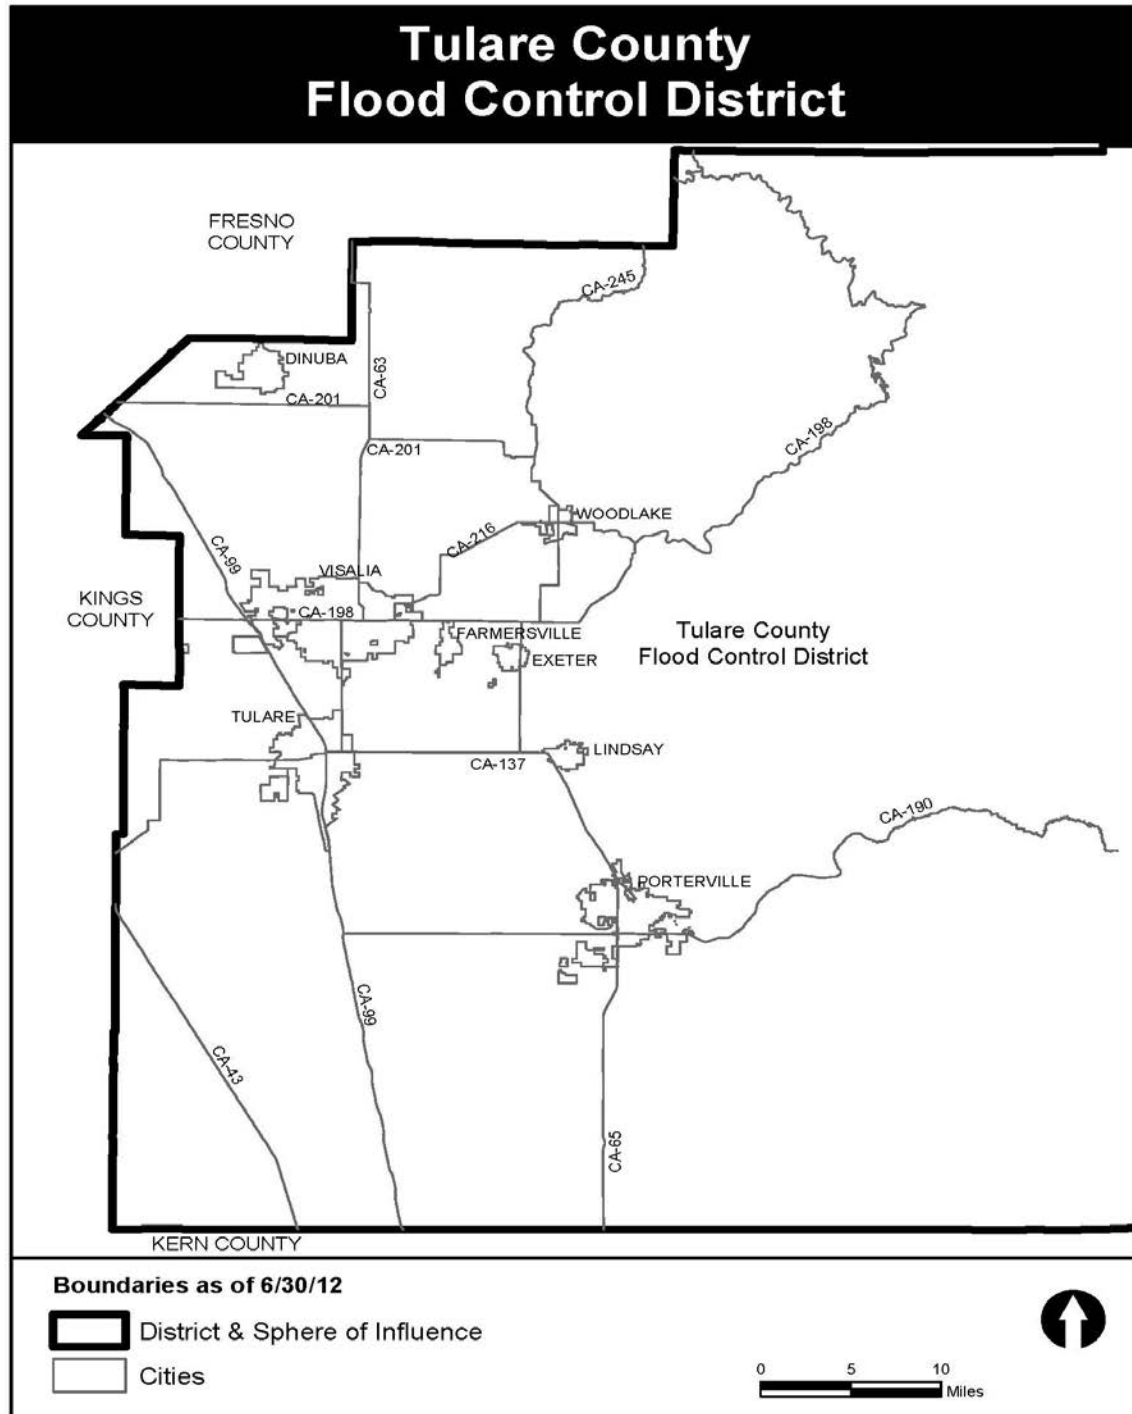 Tulare County
Flood Control District
FRESNO
COUNTY
CA-245
DINUBA
CA-63
CA-201
CA-201
CA-198
WOODLAKE
CA-216
CA-99
VISALIA
KINGS
COUNTY
CA-198
FARMERSVILLE
Tulare County
Flood Control District
EXETER
TULARE
LINDSAY
CA-137
CA-190
PORTERVILLE
CA-99
CA-43
CA-65
KERN COUNTY
Boundaries as of 6/30/12
District & Sphere of Influence
Cities
0 5 10
Miles